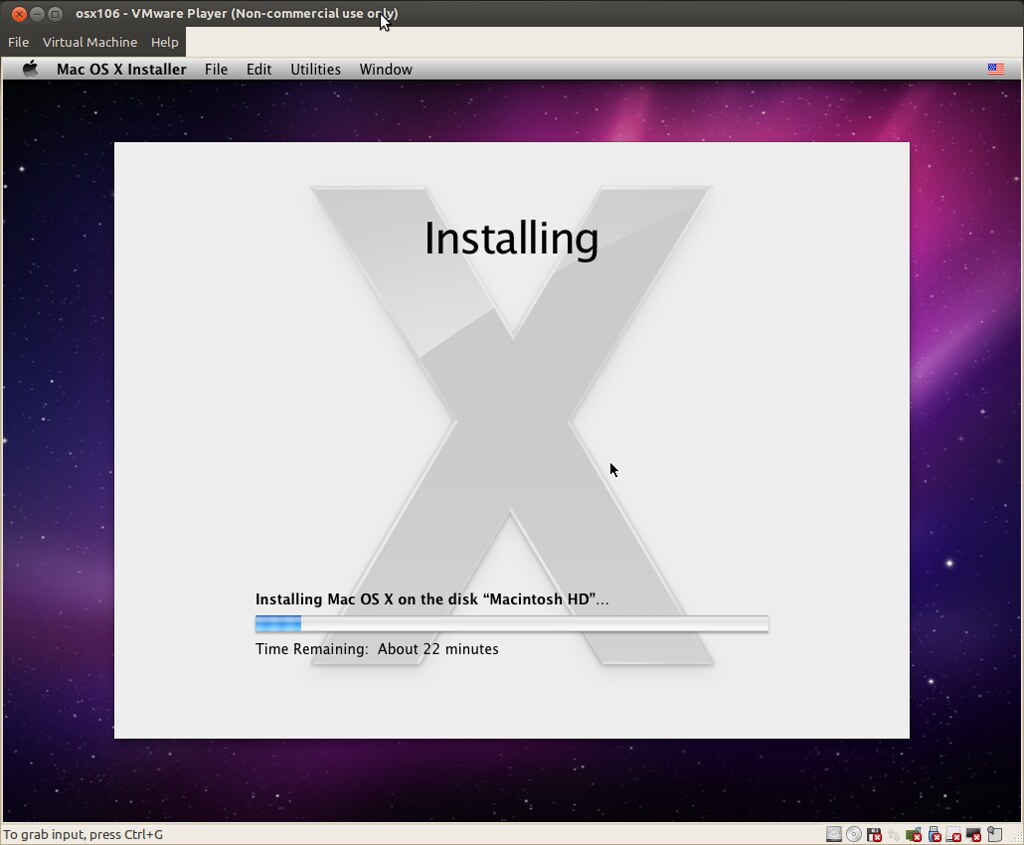 osx106 - VMware Player (Non-commercial use only)
File Virtual Machine Help
Mac OS X Installer File Edit Utilities Window
Installing
Installing Mac OS X on the disk “Macintosh HD”...
Time Remaining: About 22 minutes
To grab input, press Ctrl+G